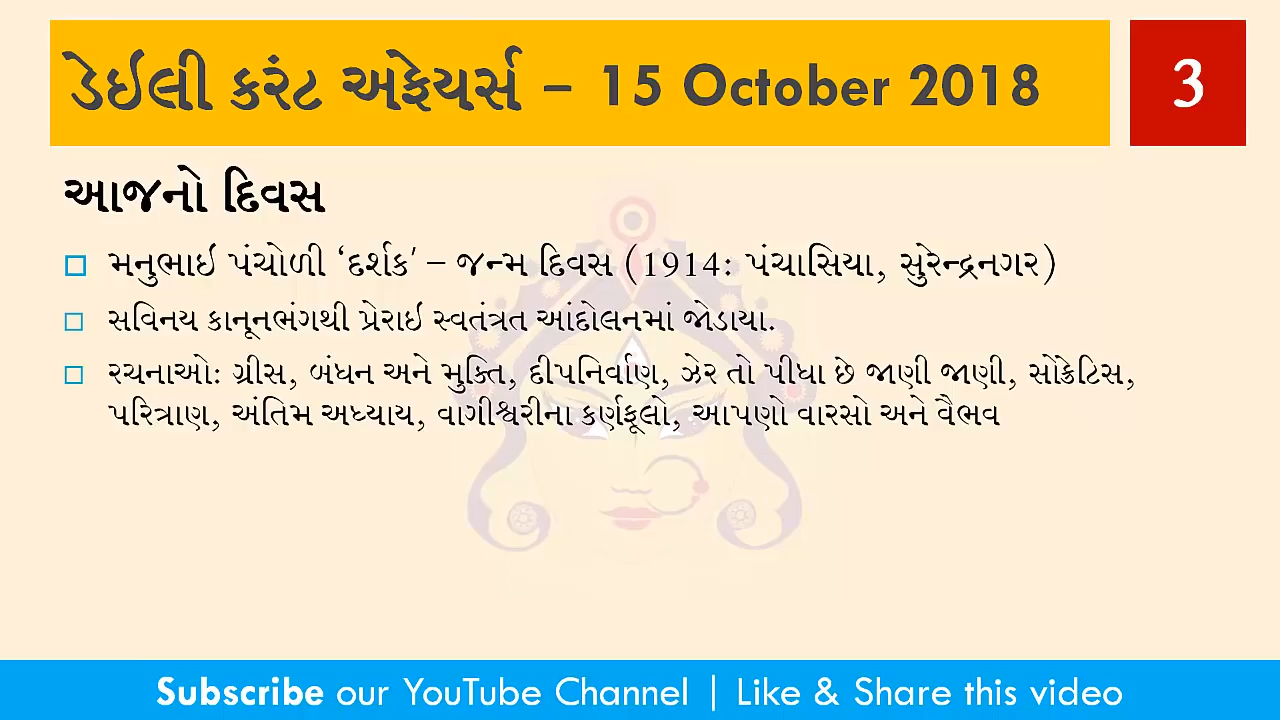 ડેઈલી કરંટ અફેયર્સ – 15 October 2018
3
આજનો દિવસ
મનુભાઈ પંચોળી ‘દર્શક’ – જન્મ દિવસ (1914: પંચાસિયા, સુરેન્દ્રનગર)
સવિનય કાનૂનભંગથી પ્રેરાઈ સ્વતંત્રત આંદોલનમાં જોડાયા.
રચનાઓ: ગ્રીસ, બંધન અને મુક્તિ, દીપનિર્વાણ, ઝેર તો પીધા છે જાણી જાણી, સોક્રેટિસ,
પરિત્રાણ, અંતિમ અધ્યાય, વાગીશ્વરીના કર્ણફૂલો, આપણો વારસો અને વૈભવ
Subscribe our YouTube Channel | Like & Share this video